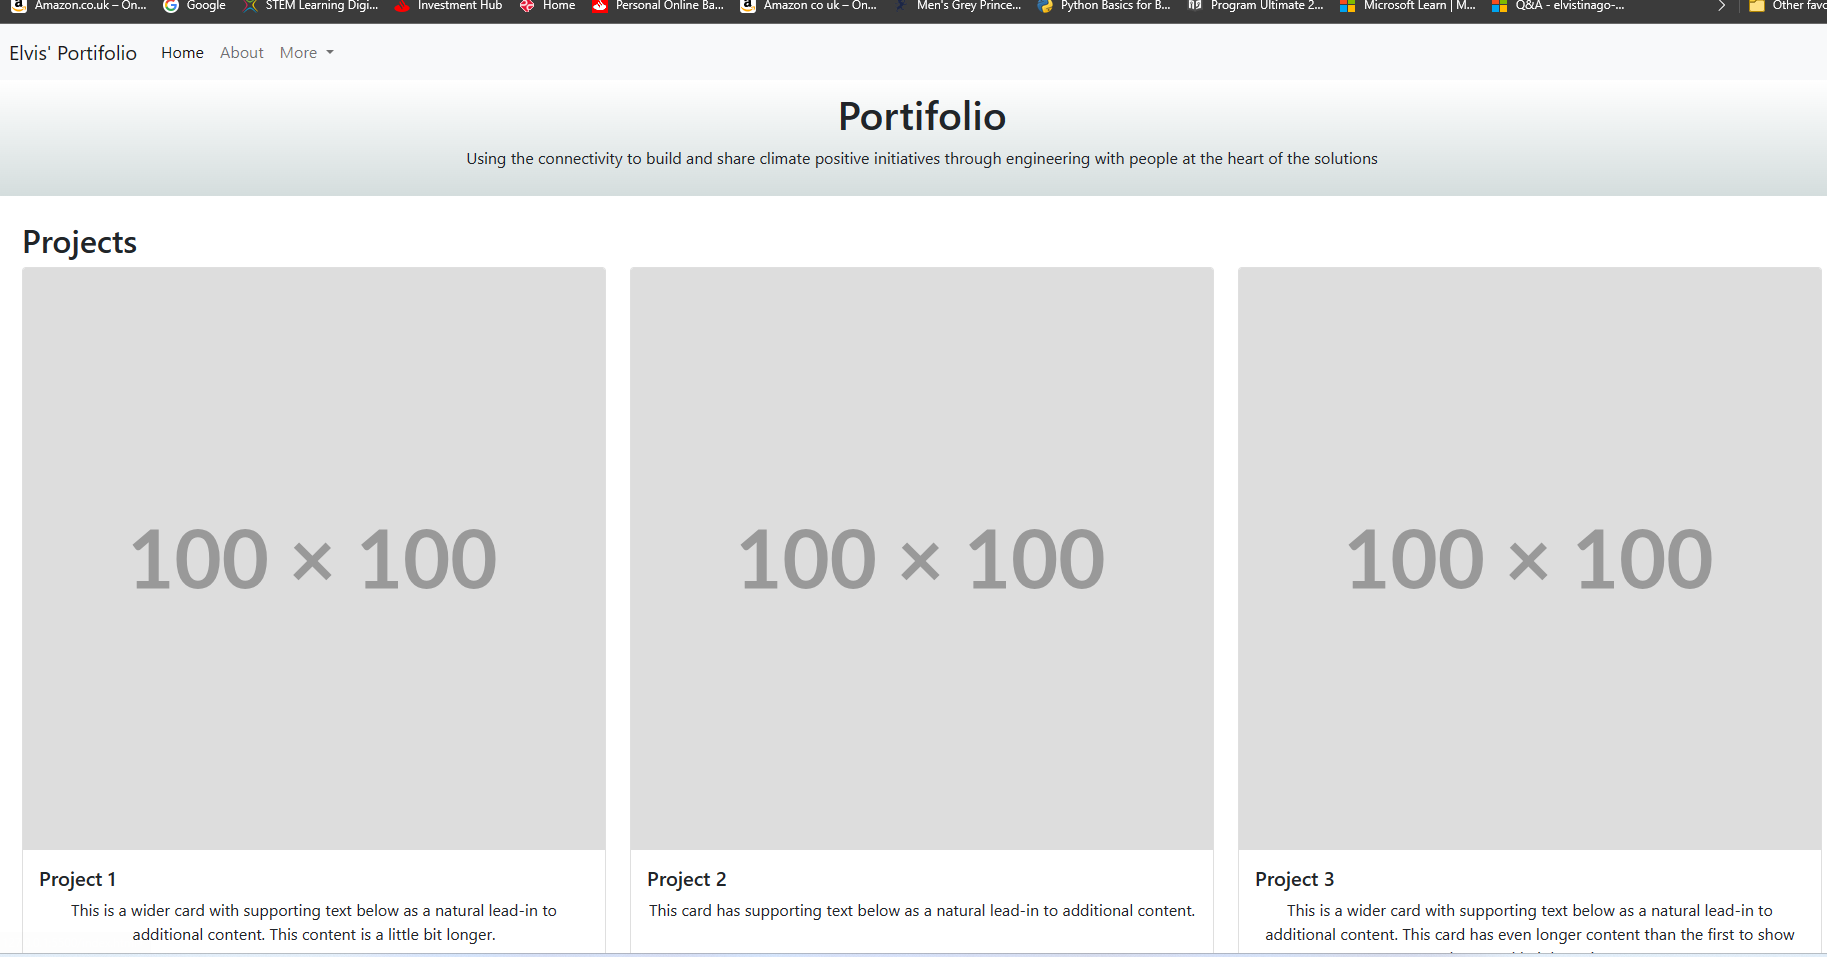 Amazon.co.uk – On... Google STEM Learning Digi... Investment Hub Home Personal Online Ba... Amazon co uk – On... Men's Grey Prince... Python Basics for B... Program Ultimate 2... Microsoft Learn | M... Q&A - elvistinago-... Other favo
Elvis' Portifolio Home About More
Portifolio
Using the connectivity to build and share climate positive initiatives through engineering with people at the heart of the solutions
Projects
100 × 100 100 × 100 100 × 100
Project 1
This is a wider card with supporting text below as a natural lead-in to
additional content. This content is a little bit longer.
Project 2
This card has supporting text below as a natural lead-in to additional content.
Project 3
This is a wider card with supporting text below as a natural lead-in to
additional content. This card has even longer content than the first to show